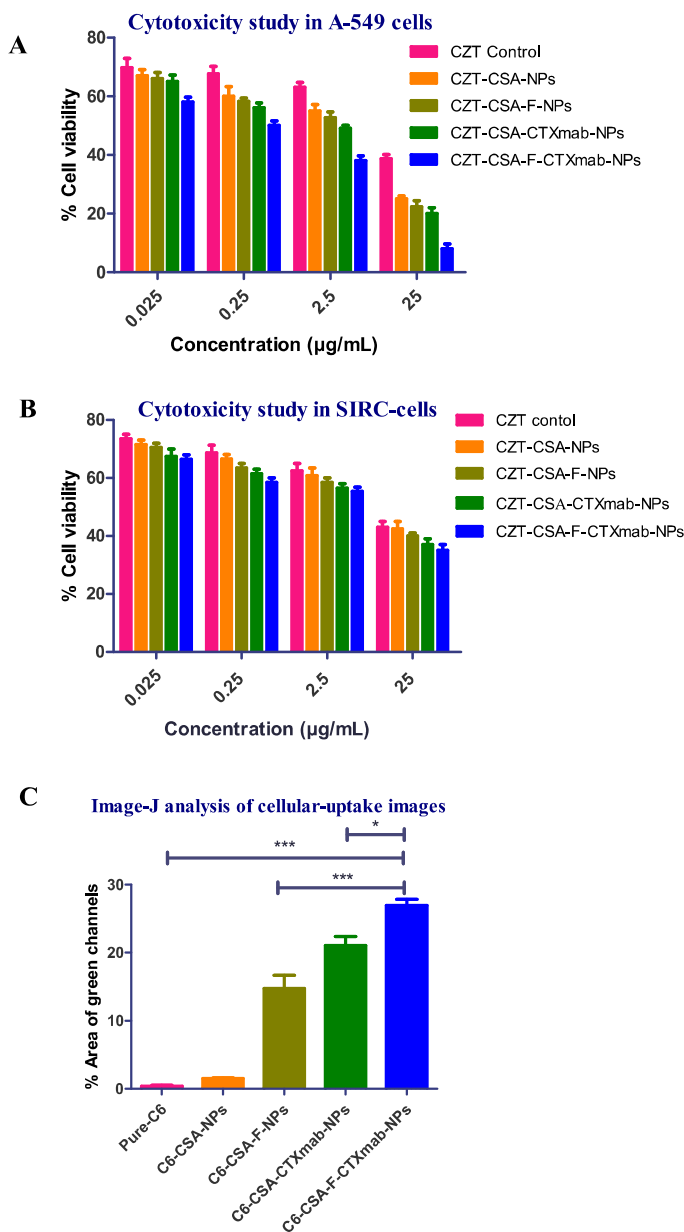 A
Cytotoxicity study in A-549 cells
% Cell viability
80
60
40
20
0
0.025
0.25
2.5
25
Concentration (µg/mL)
CZT Control
CZT-CSA-NPs
CZT-CSA-F-NPs
CZT-CSA-CTXmab-NPs
CZT-CSA-F-CTXmab-NPs
B
Cytotoxicity study in SIRC-cells
% Cell viability
80
60
40
20
0
0.025
0.25
2.5
25
Concentration (µg/mL)
CZT contol
CZT-CSA-NPs
CZT-CSA-F-NPs
CZT-CSA-CTXmab-NPs
CZT-CSA-F-CTXmab-NPs
C
Image-J analysis of cellular-uptake images
*
***
***
% Area of green channels
30
20
10
0
Pure-C6
C6-CSA-NPs
C6-CSA-F-NPs
C6-CSA-CTXmab-NPs
C6-CSA-F-CTXmab-NPs